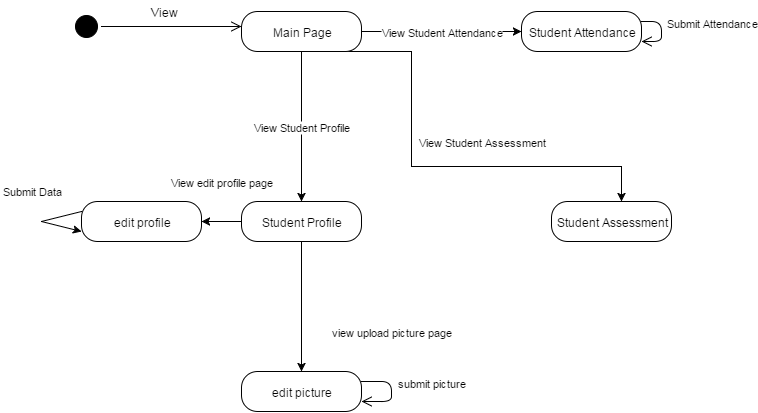 View
Main Page
View Student Attendance
Student Attendance
Submit Attendance
View Student Profile
View Student Assessment
View edit profile page
Submit Data
edit profile
Student Profile
Student Assessment
view upload picture page
edit picture
submit picture